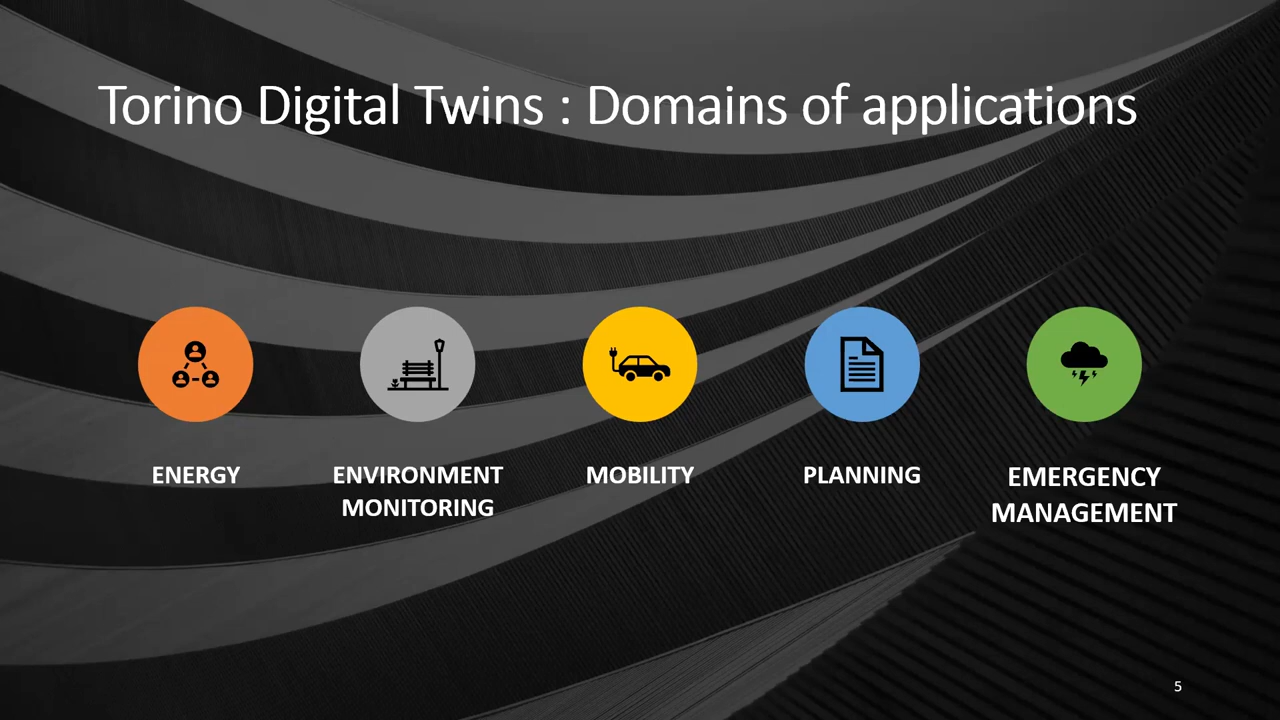 Torino Digital Twins : Domains of applications
ENERGY
ENVIRONMENT
MONITORING
MOBILITY
PLANNING
EMERGENCY
MANAGEMENT
5